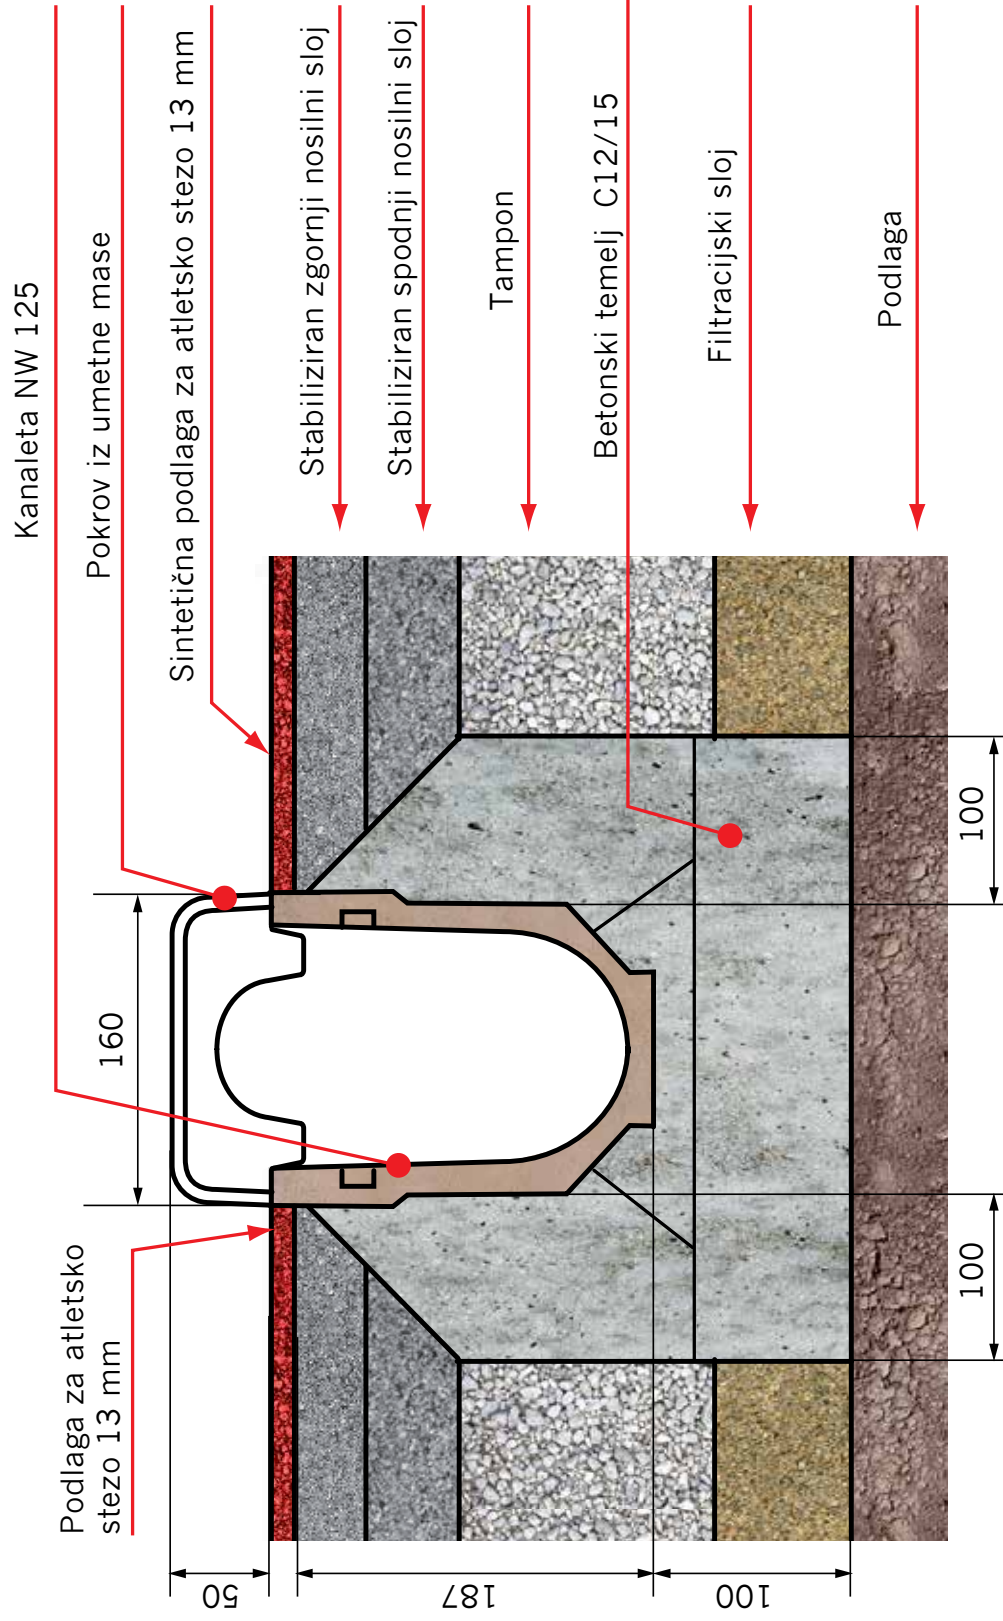 Kanaleta NW 125
Pokrov iz umetne mase
Sintetična podlaga za atletsko stezo 13 mm
Stabiliziran zgornji nosilni sloj
Stabiliziran spodnji nosilni sloj
Tampon
Betonski temelj C12/15
Filtracijski sloj
Podlaga
Podlaga za atletsko
stezo 13 mm
160
50
187
100
100
100